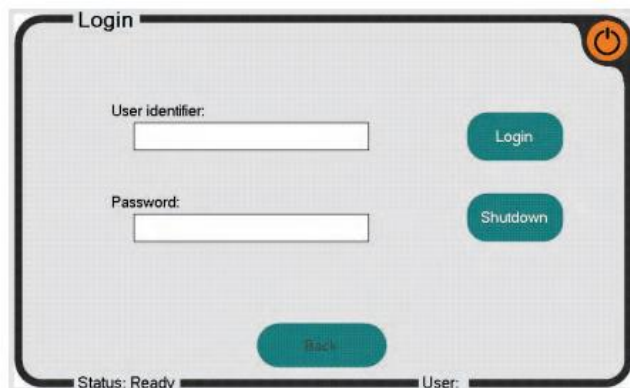 Login
User identifier:
Login
Password:
Shutdown
Back
Status: Ready
User: